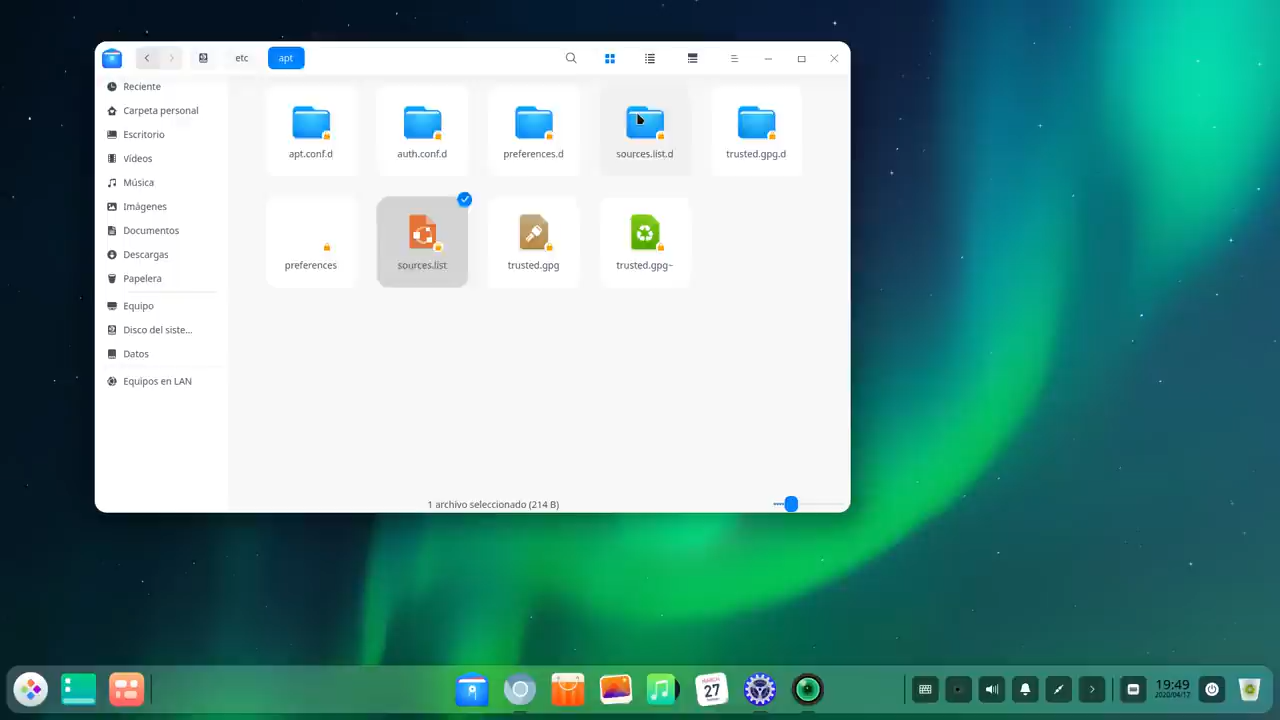 etc
apt
Reciente
Carpeta personal
Escritorio
Vídeos
Música
Imágenes
Documentos
Descargas
Papelera
Equipo
Disco del siste...
Datos
Equipos en LAN
apt.conf.d
auth.conf.d
preferences.d
sources.list.d
trusted.gpg.d
preferences
sources.list
trusted.gpg
trusted.gpg~
1 archivo seleccionado (214 B)
MARCH
27
19:49
2020/04/17